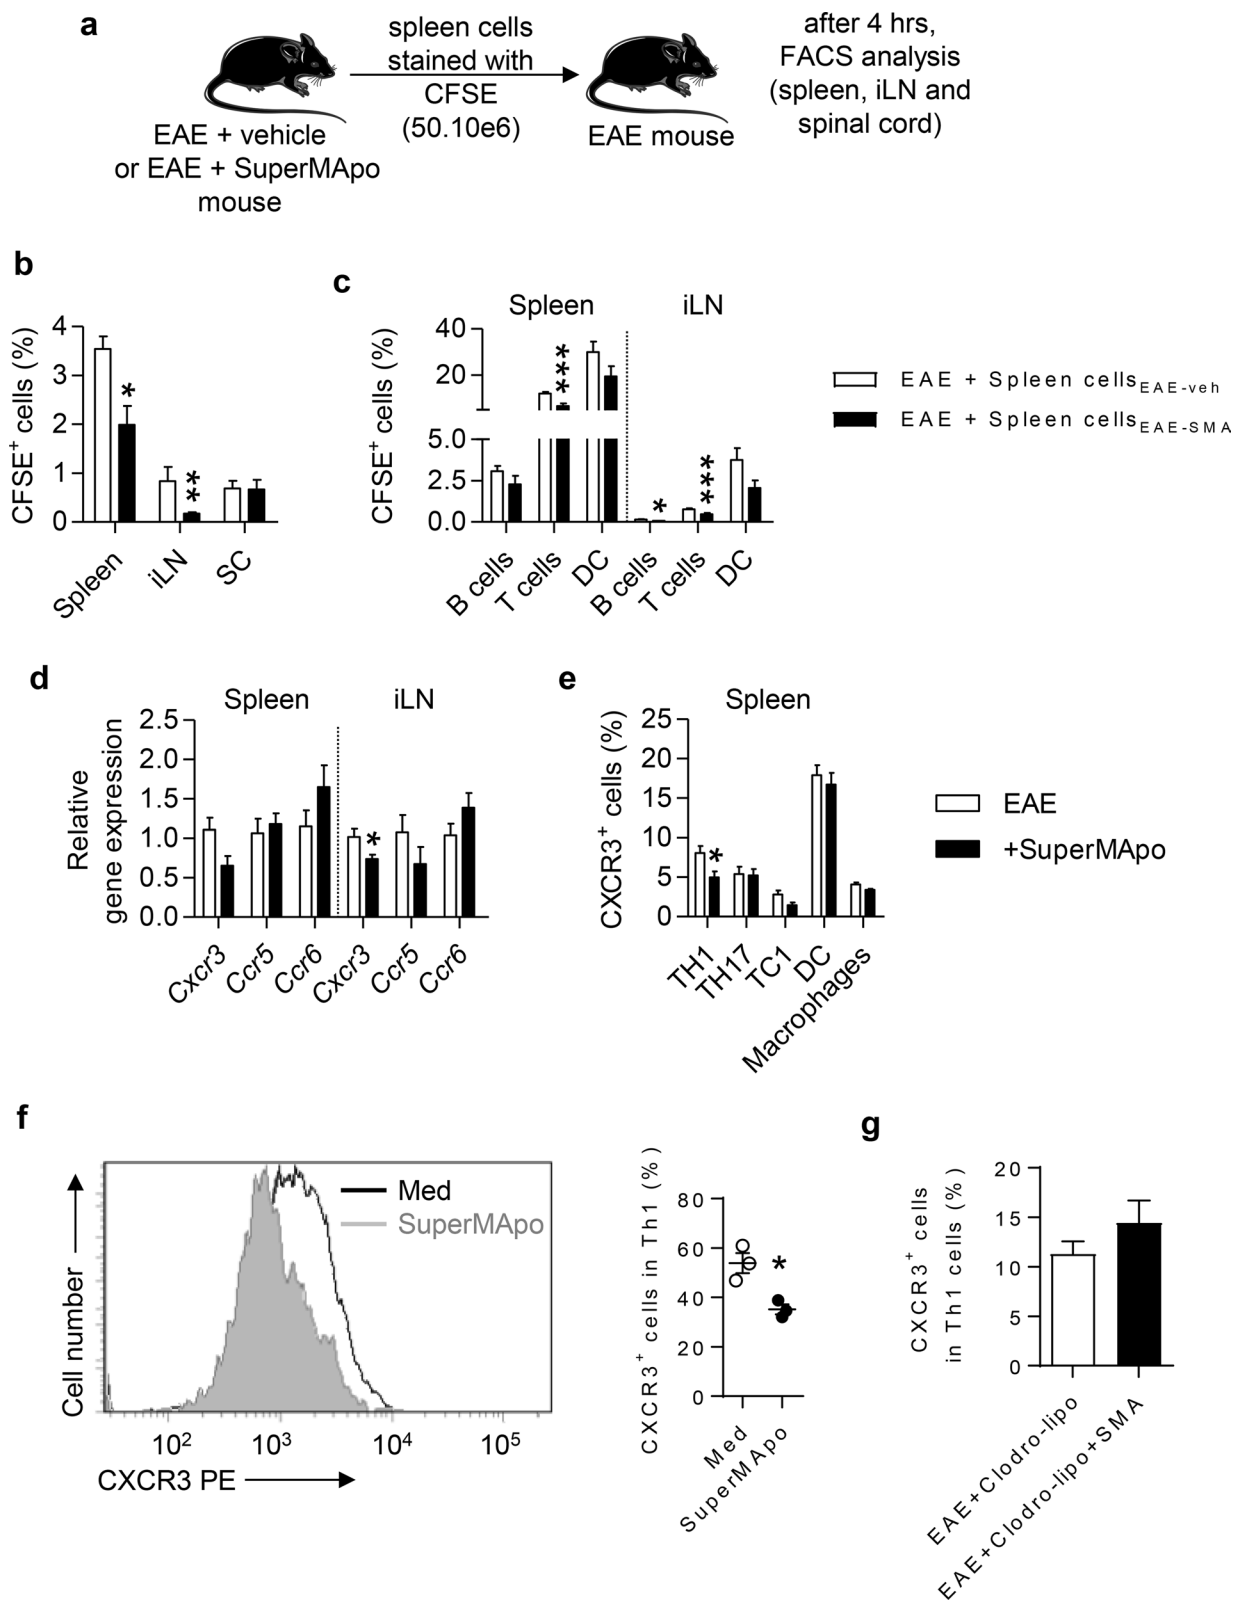 a
EAE + vehicle
or EAE + SuperMApo
mouse
spleen cells
stained with
CFSE
(50.10e6)
EAE mouse
after 4 hrs,
FACS analysis
(spleen, iLN and
spinal cord)
b
CFSE+ cells (%)
4
3
2
1
0
*
**
Spleen
iLN
SC
c
Spleen
iLN
CFSE+ cells (%)
40
20
5.0
2.5
0.0
***
*
***
B cells
T cells
DC
B cells
T cells
DC
EAE + Spleen cellsEAE-veh
EAE + Spleen cellsEAE-SMA
d
Spleen
iLN
Relative
gene expression
2.5
2.0
1.5
1.0
0.5
0.0
*
Cxcr3
Ccr5
Ccr6
Cxcr3
Ccr5
Ccr6
e
Spleen
CXCR3+ cells (%)
25
20
15
10
5
0
*
TH1
TH17
TC1
DC
Macrophages
EAE
+SuperMApo
f
Cell number
Med
SuperMApo
10²
10³
10⁴
10⁵
CXCR3 PE
CXCR3+ cells in Th1 (%)
80
60
40
20
0
*
Med
SuperMApo
g
CXCR3+ cells
in Th1 cells (%)
20
15
10
5
0
EAE+Clodro-lipo
EAE+Clodro-lipo+SMA